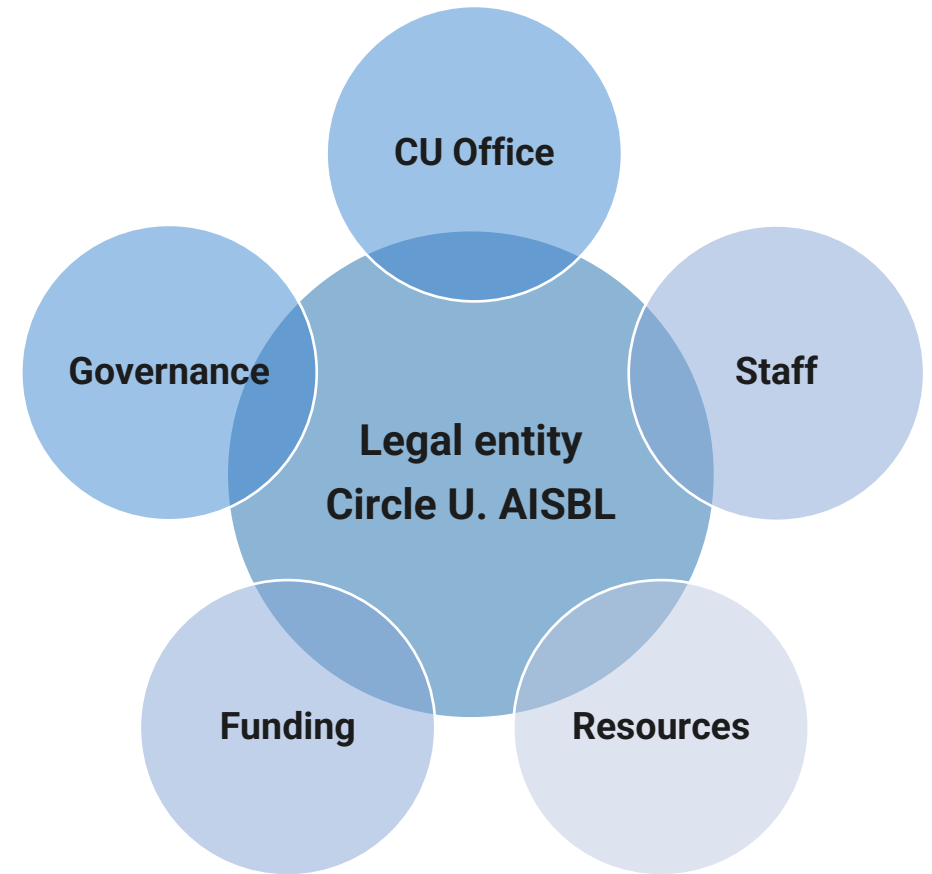 CU Office
Governance
Staff
Legal entity
Circle U. AISBL
Funding
Resources